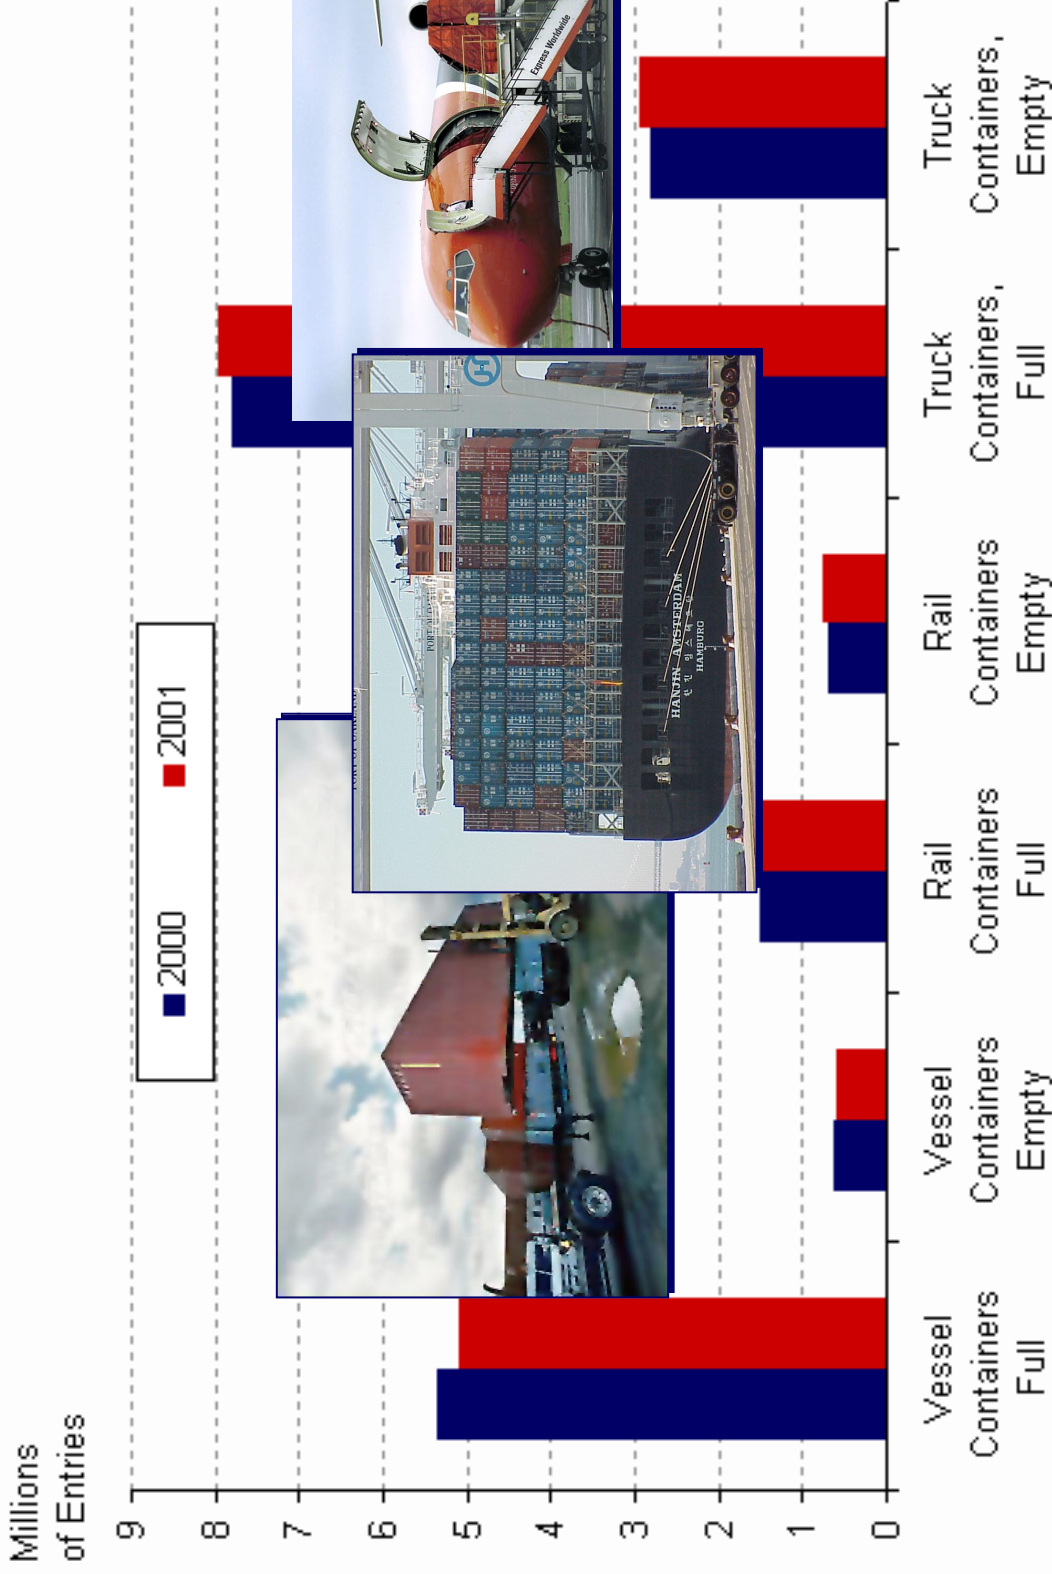 Millions
of Entries
9
8
7
6
5
4
3
2
1
0
2000
2001
Vessel
Containers
Full
Vessel
Containers
Empty
Rail
Containers
Full
Rail
Containers
Empty
Truck
Containers,
Full
Truck
Containers,
Empty
Express Worldwide
HANJIN AMSTERDAM
HAMBURG